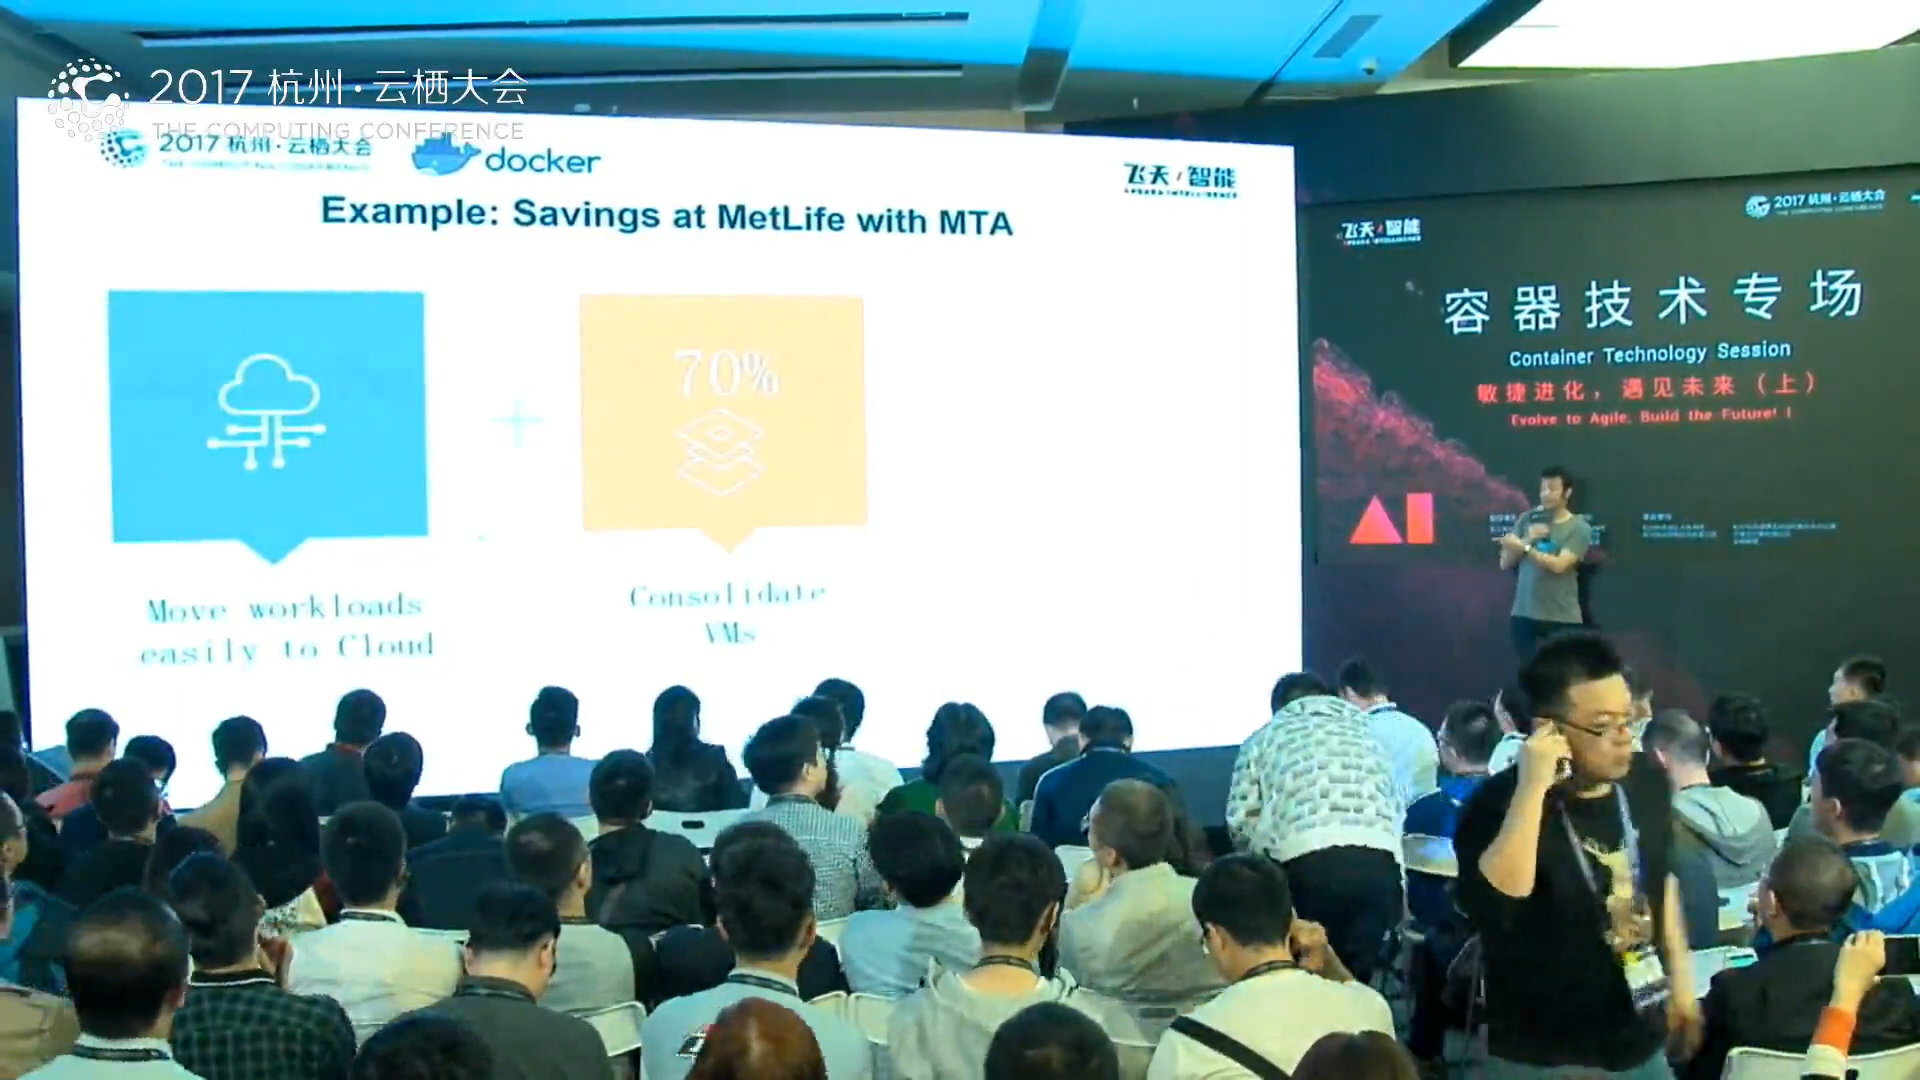 2017 杭州·云栖大会
THE COMPUTING CONFERENCE
2017 杭州·云栖大会
docker
飞天/智能
Example: Savings at MetLife with MTA
70%
Move workloads
easily to Cloud
Consolidate
VMs
2017 杭州·云栖大会
THE COMPUTING CONFERENCE
飞天/智能
容器技术专场
Container Technology Session
敏捷进化，遇见未来（上）
Evolve to Agile, Build the Future! I